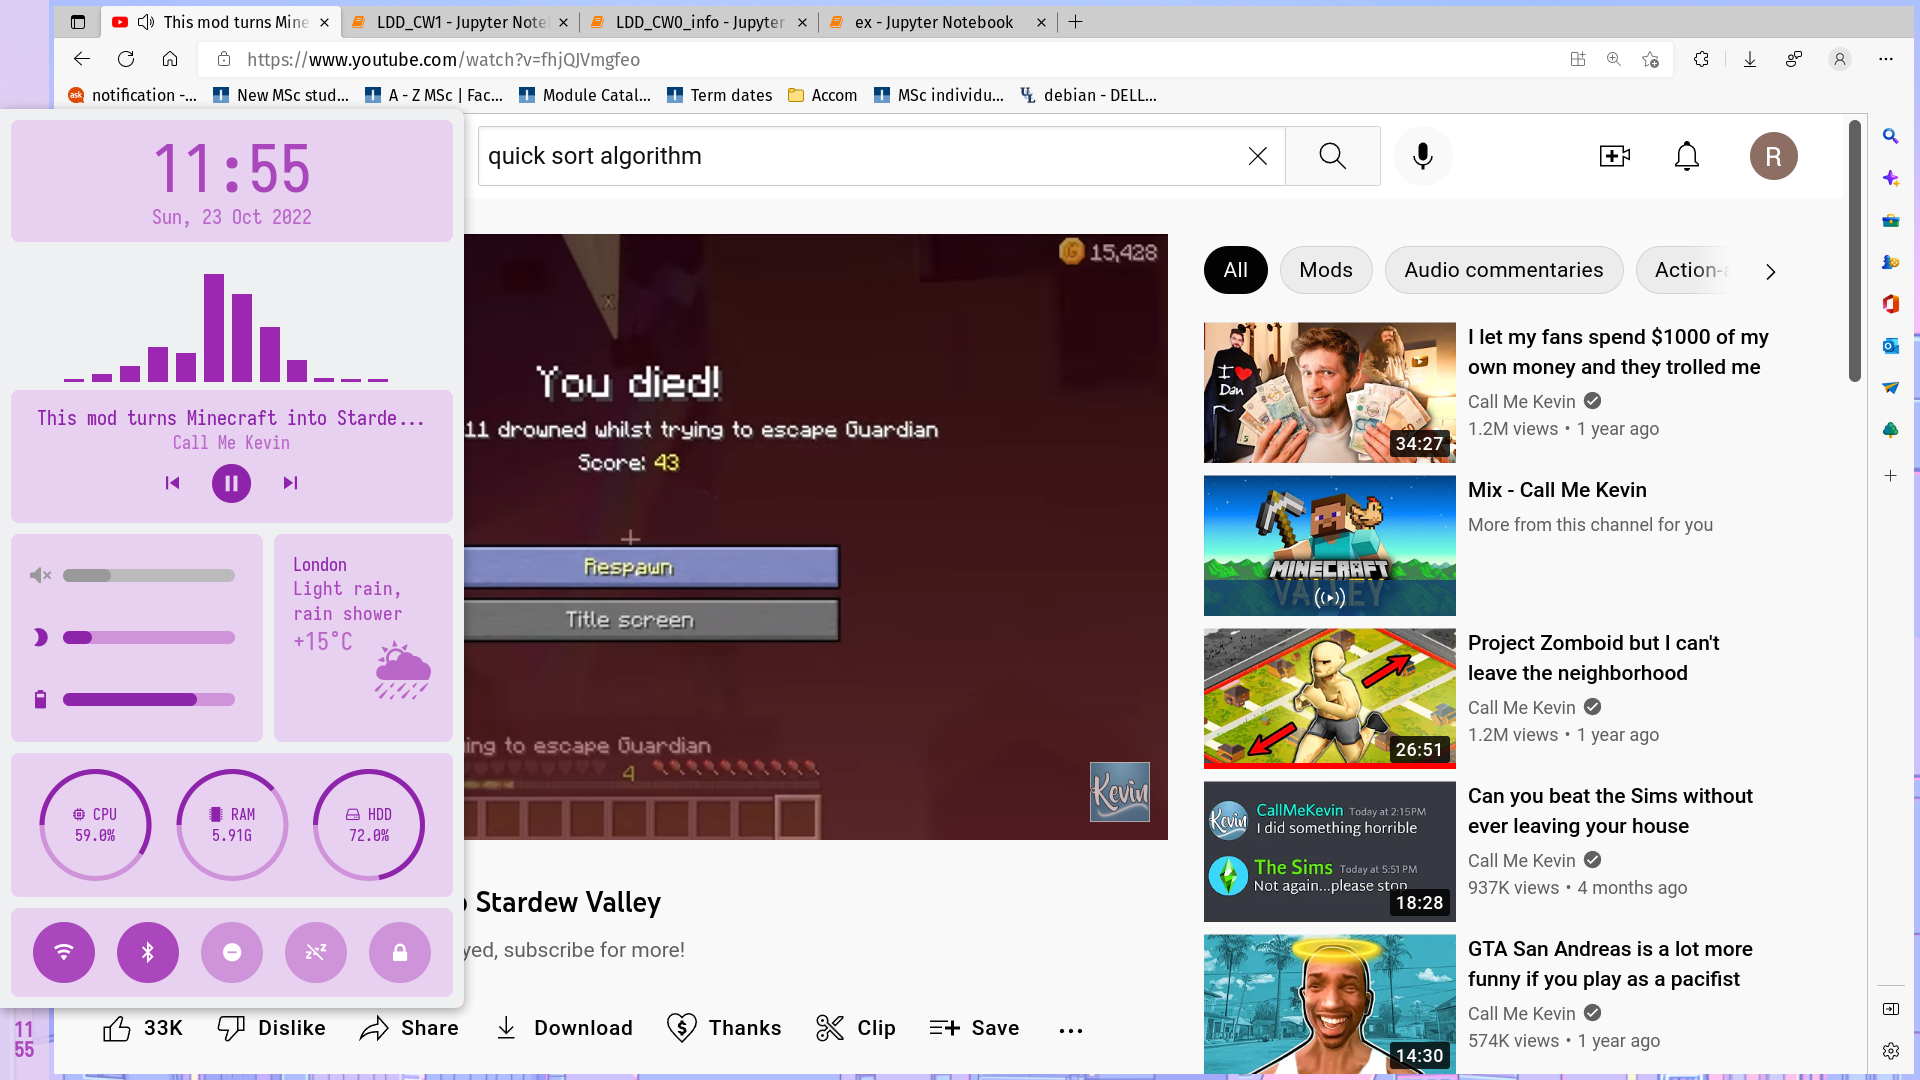 This mod turns Mine
LDD_CW1 - Jupyter Note
LDD_CW0_info - Jupyter
ex - Jupyter Notebook
https://www.youtube.com/watch?v=fhjQJVmgfeo
ask
notification -...
New MSc stud...
A - Z MSc | Fac...
Module Catal...
Term dates
Accom
MSc individu...
UL
debian - DELL...
11:55
Sun, 23 Oct 2022
This mod turns Minecraft into Starde...
Call Me Kevin
London
Light rain,
rain shower
+15°C
CPU
59.0%
RAM
5.91G
HDD
72.0%
11
55
quick sort algorithm
R
G 15,428
You died!
11 drowned whilst trying to escape Guardian
Score: 43
Respawn
Title screen
ing to escape Guardian
4
Kevin
Stardew Valley
yed, subscribe for more!
33K
Dislike
Share
Download
Thanks
Clip
Save
All
Mods
Audio commentaries
Action-a
I ❤ Dan
34:27
I let my fans spend $1000 of my
own money and they trolled me
Call Me Kevin
1.2M views • 1 year ago
MINECRAFT
VALLEY
Mix - Call Me Kevin
More from this channel for you
26:51
Project Zomboid but I can't
leave the neighborhood
Call Me Kevin
1.2M views • 1 year ago
Kevin
CallMeKevin Today at 2:15PM
I did something horrible
The Sims Today at 5:51 PM
Not again...please stop
18:28
Can you beat the Sims without
ever leaving your house
Call Me Kevin
937K views • 4 months ago
14:30
GTA San Andreas is a lot more
funny if you play as a pacifist
Call Me Kevin
574K views • 1 year ago